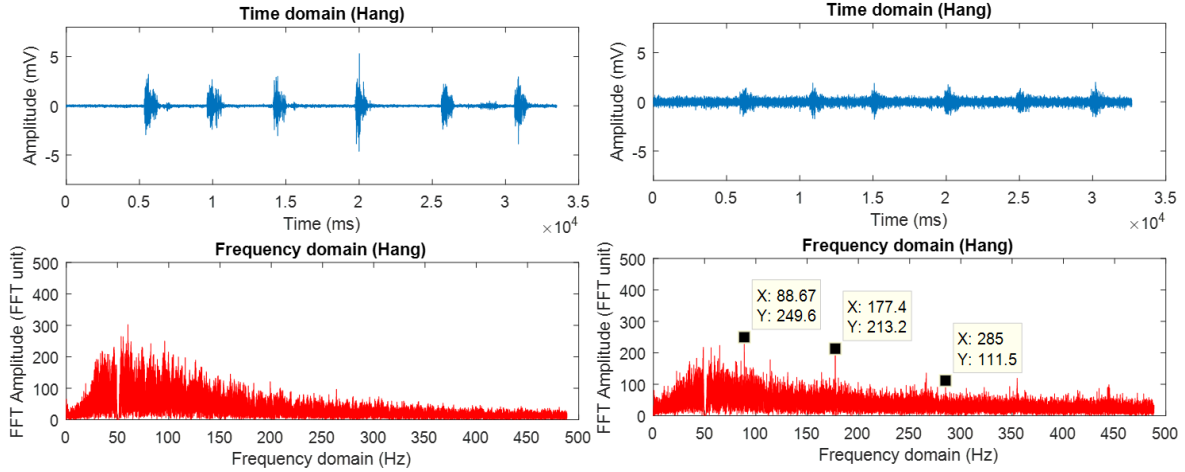 Time domain (Hang)
Amplitude (mV)
5
0
-5
0 0.5 1 1.5 2 2.5 3 3.5
Time (ms)
×10^4
Time domain (Hang)
Amplitude (mV)
5
0
-5
0 0.5 1 1.5 2 2.5 3 3.5
Time (ms)
×10^4
Frequency domain (Hang)
FFT Amplitude (FFT unit)
500
400
300
200
100
0
0 50 100 150 200 250 300 350 400 450 500
Frequency domain (Hz)
Frequency domain (Hang)
FFT Amplitude (FFT unit)
500
400
300
200
100
0
X: 88.67
Y: 249.6
X: 177.4
Y: 213.2
X: 285
Y: 111.5
0 50 100 150 200 250 300 350 400 450 500
Frequency domain (Hz)